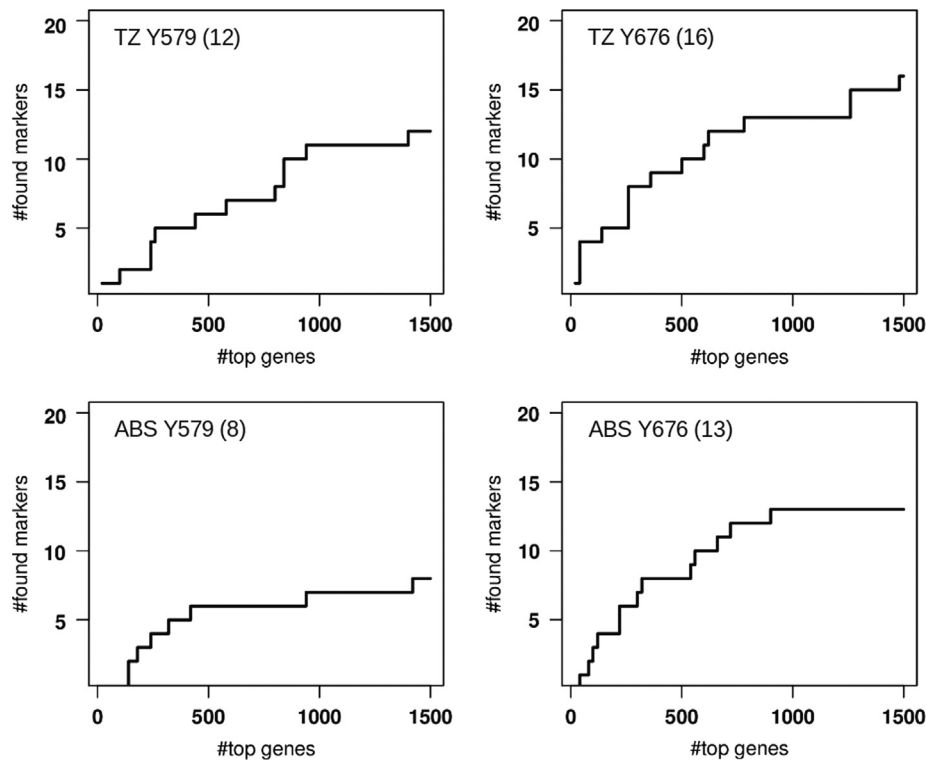 TZ Y579 (12)
20
15
10
5
#found markers
0 500 1000 1500
#top genes
TZ Y676 (16)
20
15
10
5
#found markers
0 500 1000 1500
#top genes
ABS Y579 (8)
20
15
10
5
#found markers
0 500 1000 1500
#top genes
ABS Y676 (13)
20
15
10
5
#found markers
0 500 1000 1500
#top genes